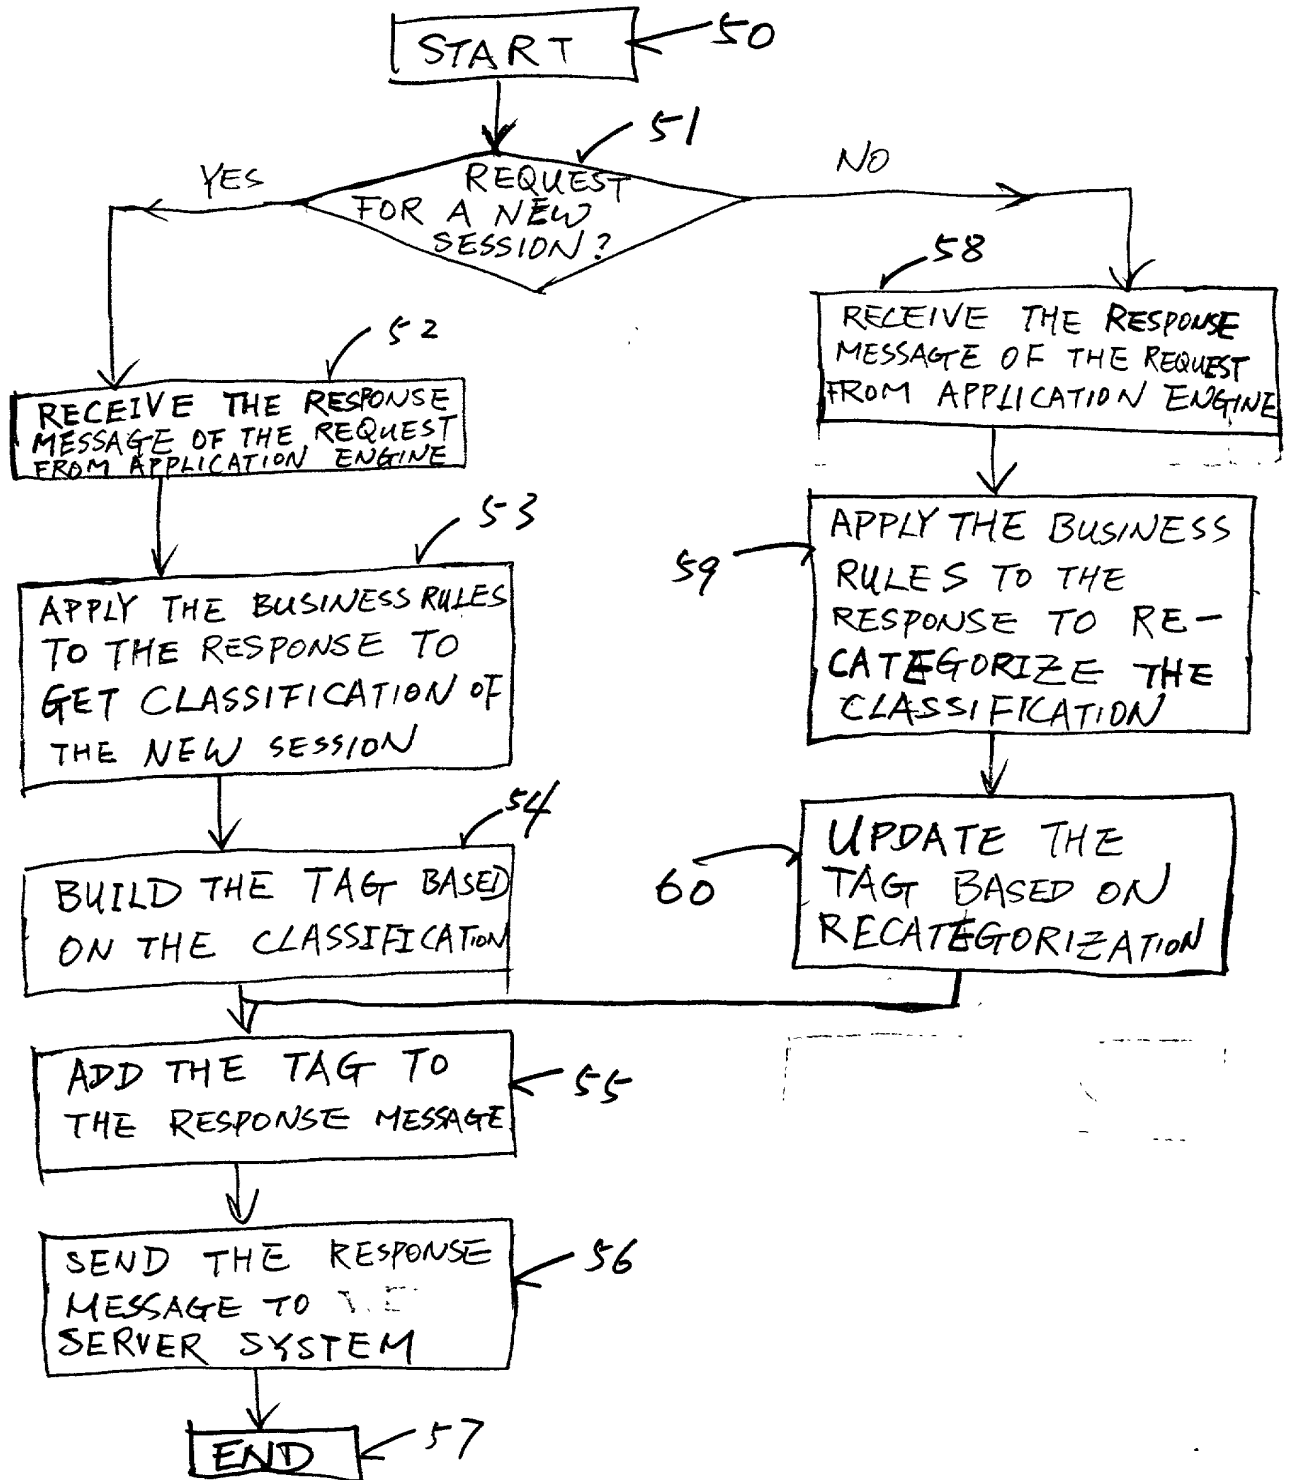 START
50
51
YES
REQUEST
FOR A NEW
SESSION?
NO
52
RECEIVE THE RESPONSE
MESSAGE OF THE REQUEST
FROM APPLICATION ENGINE
53
APPLY THE BUSINESS RULES
TO THE RESPONSE TO
GET CLASSIFICATION OF
THE NEW SESSION
54
BUILD THE TAG BASED
ON THE CLASSIFICATION
58
RECEIVE THE RESPONSE
MESSAGE OF THE REQUEST
FROM APPLICATION ENGINE
59
APPLY THE BUSINESS
RULES TO THE
RESPONSE TO RE-
CATEGORIZE THE
CLASSIFICATION
60
UPDATE THE
TAG BASED ON
RECATEGORIZATION
ADD THE TAG TO
THE RESPONSE MESSAGE
55
SEND THE RESPONSE
MESSAGE TO
SERVER SYSTEM
56
END
57